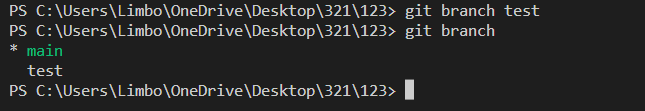 PS C:\Users\Limbo\OneDrive\Desktop\321\123> git branch test
PS C:\Users\Limbo\OneDrive\Desktop\321\123> git branch
* main
  test
PS C:\Users\Limbo\OneDrive\Desktop\321\123>